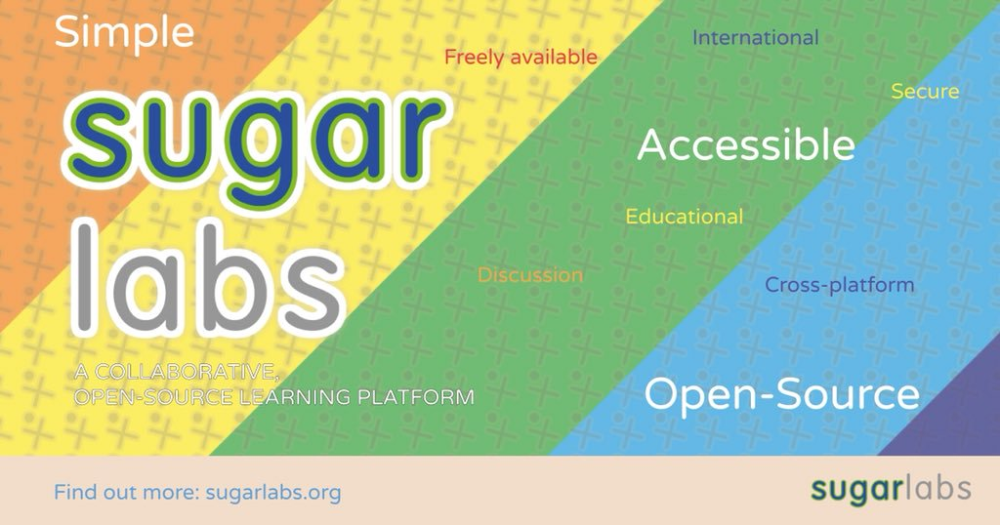 Simple
International
Freely available
Secure
sugar
Accessible
Educational
labs
Discussion
Cross-platform
A COLLABORATIVE,
OPEN-SOURCE LEARNING PLATFORM
Open-Source
Find out more: sugarlabs.org
sugarlabs